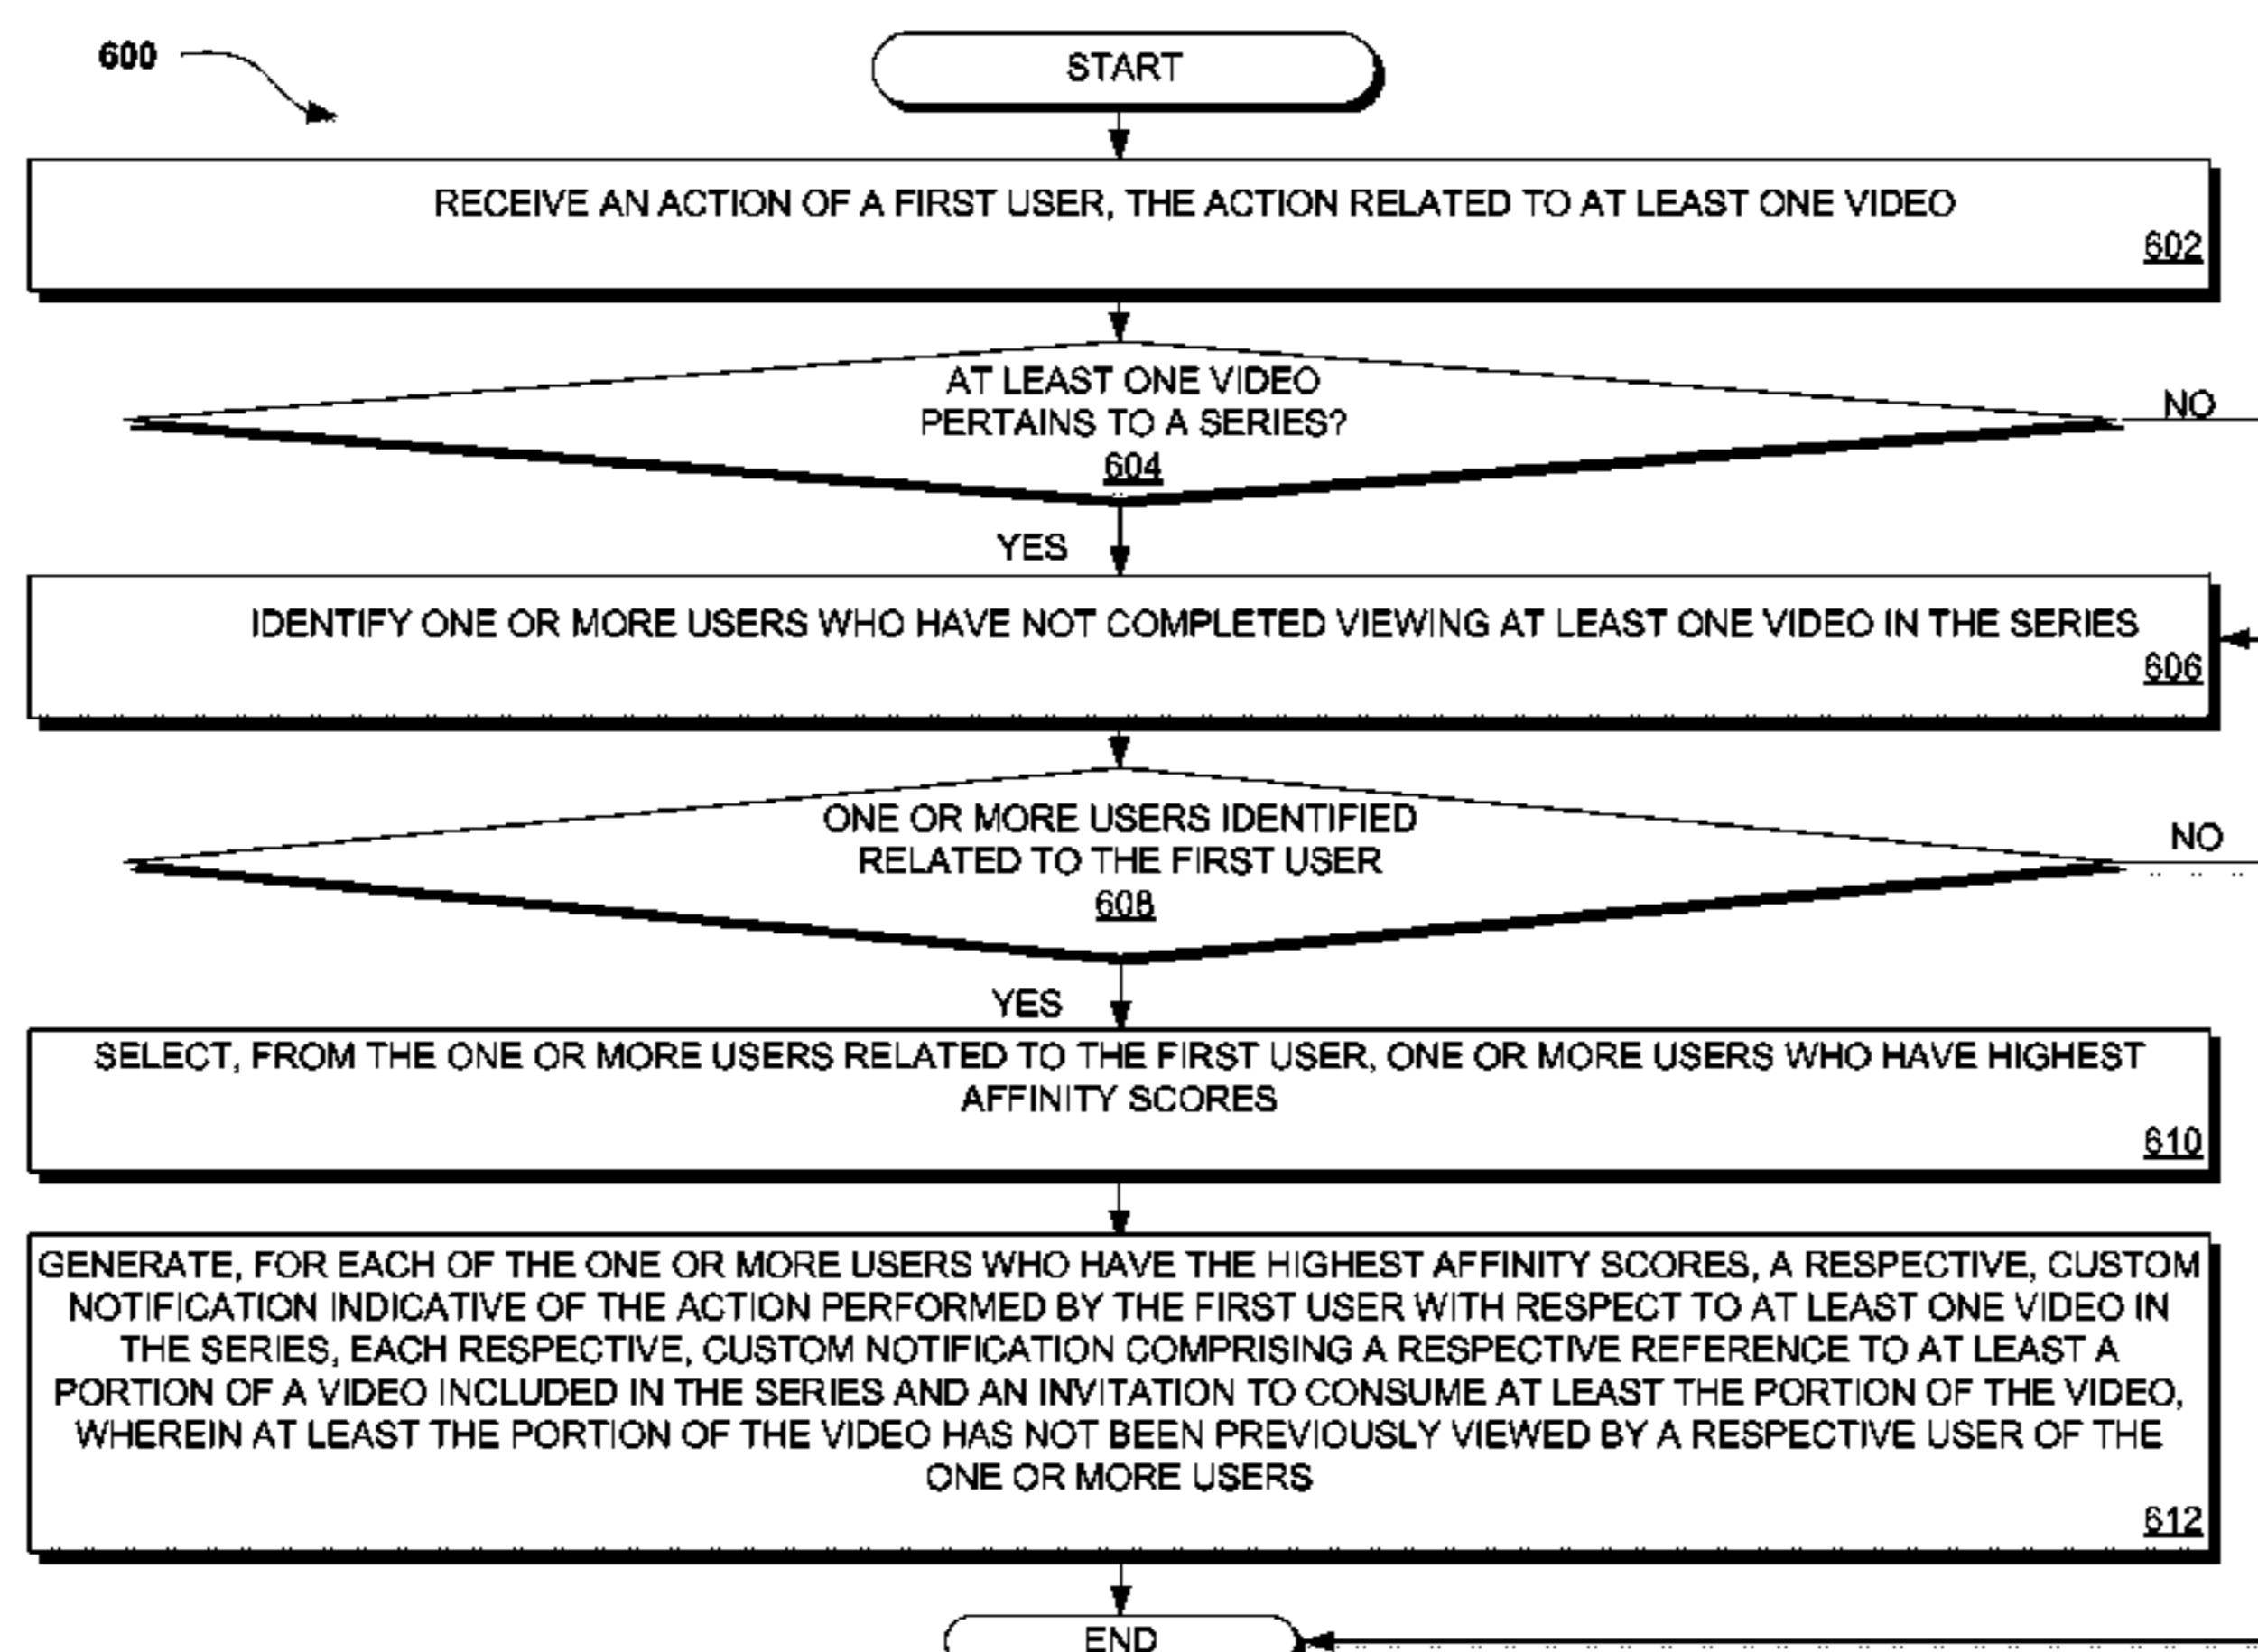 600
START
RECEIVE AN ACTION OF A FIRST USER, THE ACTION RELATED TO AT LEAST ONE VIDEO
602
AT LEAST ONE VIDEO
PERTAINS TO A SERIES?
604
NO
YES
IDENTIFY ONE OR MORE USERS WHO HAVE NOT COMPLETED VIEWING AT LEAST ONE VIDEO IN THE SERIES
606
ONE OR MORE USERS IDENTIFIED
RELATED TO THE FIRST USER
608
NO
YES
SELECT, FROM THE ONE OR MORE USERS RELATED TO THE FIRST USER, ONE OR MORE USERS WHO HAVE HIGHEST
AFFINITY SCORES
610
GENERATE, FOR EACH OF THE ONE OR MORE USERS WHO HAVE THE HIGHEST AFFINITY SCORES, A RESPECTIVE, CUSTOM
NOTIFICATION INDICATIVE OF THE ACTION PERFORMED BY THE FIRST USER WITH RESPECT TO AT LEAST ONE VIDEO IN
THE SERIES, EACH RESPECTIVE, CUSTOM NOTIFICATION COMPRISING A RESPECTIVE REFERENCE TO AT LEAST A
PORTION OF A VIDEO INCLUDED IN THE SERIES AND AN INVITATION TO CONSUME AT LEAST THE PORTION OF THE VIDEO,
WHEREIN AT LEAST THE PORTION OF THE VIDEO HAS NOT BEEN PREVIOUSLY VIEWED BY A RESPECTIVE USER OF THE
ONE OR MORE USERS
612
END